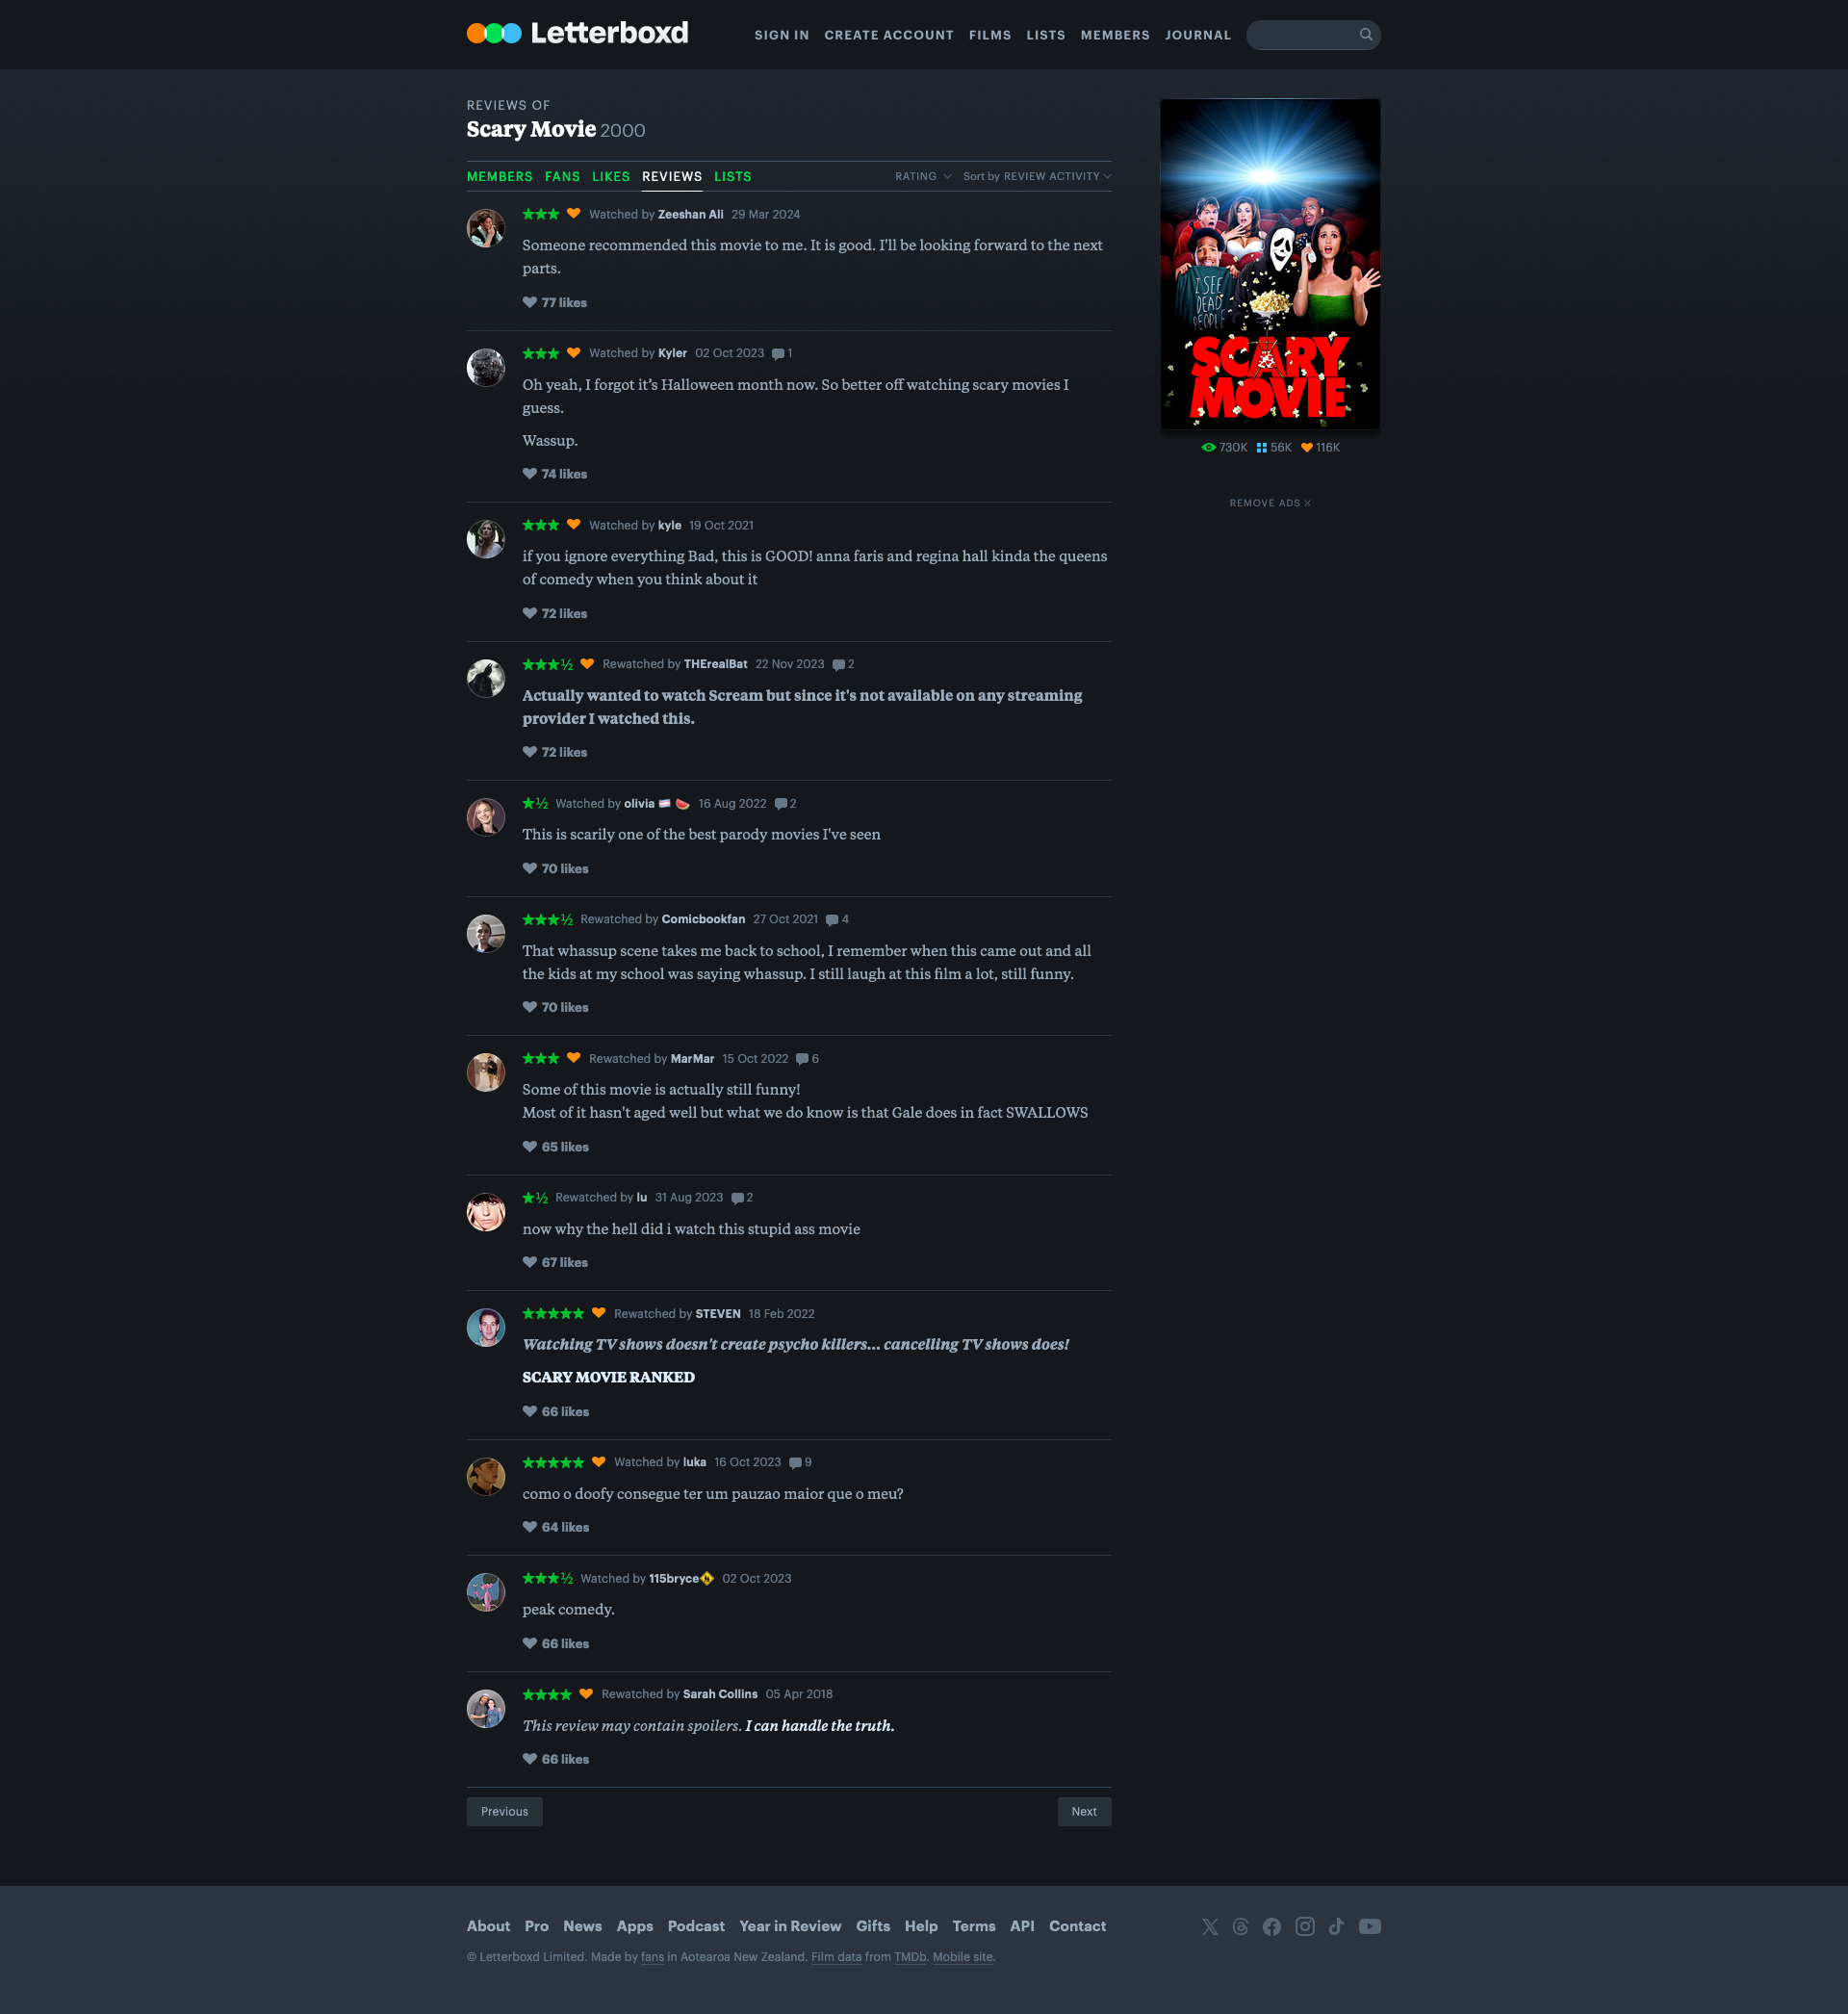 Letterboxd
SIGN IN CREATE ACCOUNT FILMS LISTS MEMBERS JOURNAL
REVIEWS OF
Scary Movie 2000
MEMBERS FANS LIKES REVIEWS LISTS
RATING Sort by REVIEW ACTIVITY
★★★ Watched by Zeeshan Ali 29 Mar 2024
Someone recommended this movie to me. It is good. I'll be looking forward to the next
parts.
77 likes
★★★ Watched by Kyler 02 Oct 2023 1
Oh yeah, I forgot it’s Halloween month now. So better off watching scary movies I
guess.
Wassup.
74 likes
★★★ Watched by kyle 19 Oct 2021
if you ignore everything Bad, this is GOOD! anna faris and regina hall kinda the queens
of comedy when you think about it
72 likes
★★★½ Rewatched by THErealBat 22 Nov 2023 2
Actually wanted to watch Scream but since it's not available on any streaming
provider I watched this.
72 likes
★½ Watched by olivia 16 Aug 2022 2
This is scarily one of the best parody movies I've seen
70 likes
★★★½ Rewatched by Comicbookfan 27 Oct 2021 4
That whassup scene takes me back to school, I remember when this came out and all
the kids at my school was saying whassup. I still laugh at this film a lot, still funny.
70 likes
★★★ Rewatched by MarMar 15 Oct 2022 6
Some of this movie is actually still funny!
Most of it hasn't aged well but what we do know is that Gale does in fact SWALLOWS
65 likes
★½ Rewatched by lu 31 Aug 2023 2
now why the hell did i watch this stupid ass movie
67 likes
★★★★★ Rewatched by STEVEN 18 Feb 2022
Watching TV shows doesn't create psycho killers... cancelling TV shows does!
SCARY MOVIE RANKED
66 likes
★★★★★ Watched by luka 16 Oct 2023 9
como o doofy consegue ter um pauzao maior que o meu?
64 likes
★★★½ Watched by 115bryce 02 Oct 2023
peak comedy.
66 likes
★★★★ Rewatched by Sarah Collins 05 Apr 2018
This review may contain spoilers. I can handle the truth.
66 likes
Previous Next
I SEE
DEAD
PEOPLE
SCARY
MOVIE
730K 56K 116K
REMOVE ADS
About Pro News Apps Podcast Year in Review Gifts Help Terms API Contact
© Letterboxd Limited. Made by fans in Aotearoa New Zealand. Film data from TMDb. Mobile site.